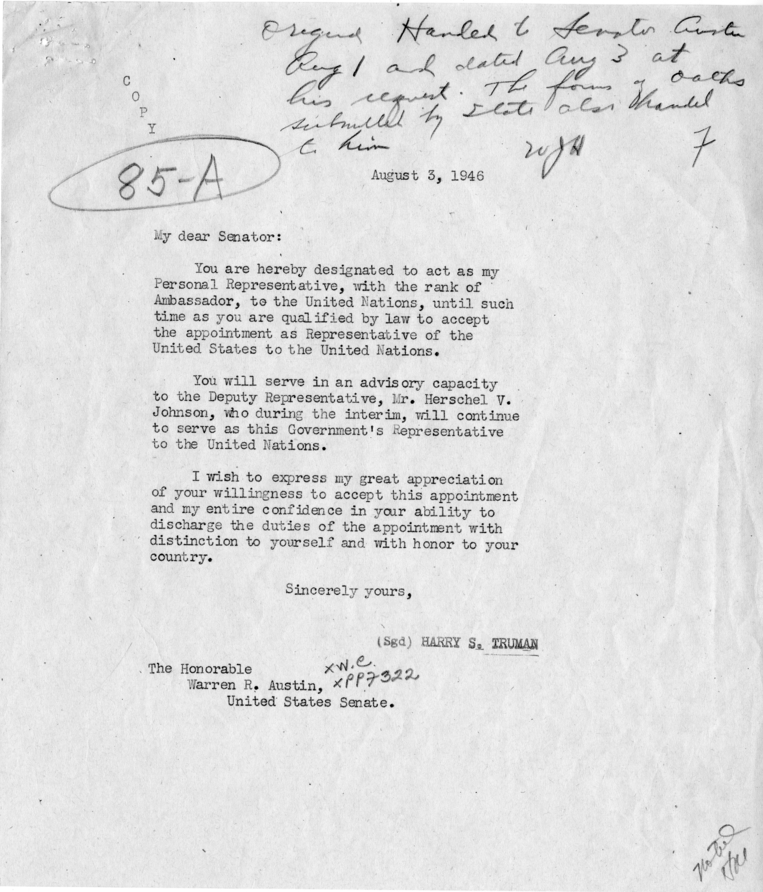 Original Handed to Senator Austin
Aug 1 and dated Aug 3 at
his request. The forms of oaths
submitted by State also handed
to him
WJH
7
C
O
P
Y
85-A
August 3, 1946
My dear Senator:
You are hereby designated to act as my
Personal Representative, with the rank of
Ambassador, to the United Nations, until such
time as you are qualified by law to accept
the appointment as Representative of the
United States to the United Nations.
You will serve in an advisory capacity
to the Deputy Representative, Mr. Herschel V.
Johnson, who during the interim, will continue
to serve as this Government's Representative
to the United Nations.
I wish to express my great appreciation
of your willingness to accept this appointment
and my entire confidence in your ability to
discharge the duties of the appointment with
distinction to yourself and with honor to your
country.
Sincerely yours,
(Sgd) HARRY S. TRUMAN
The Honorable
x W.C.
Warren R. Austin,
x PP7322
United States Senate.